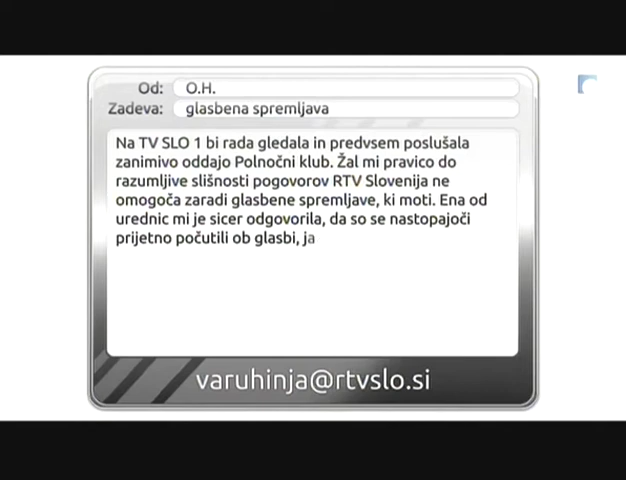 Od: O.H.
Zadeva: glasbena spremljava
Na TV SLO 1 bi rada gledala in predvsem poslušala
zanimivo oddajo Polnočni klub. Žal mi pravico do
razumljive slišnosti pogovorov RTV Slovenija ne
omogoča zaradi glasbene spremljave, ki moti. Ena od
urednic mi je sicer odgovorila, da so se nastopajoči
prijetno počutili ob glasbi, ja
varuhinja@rtvslo.si